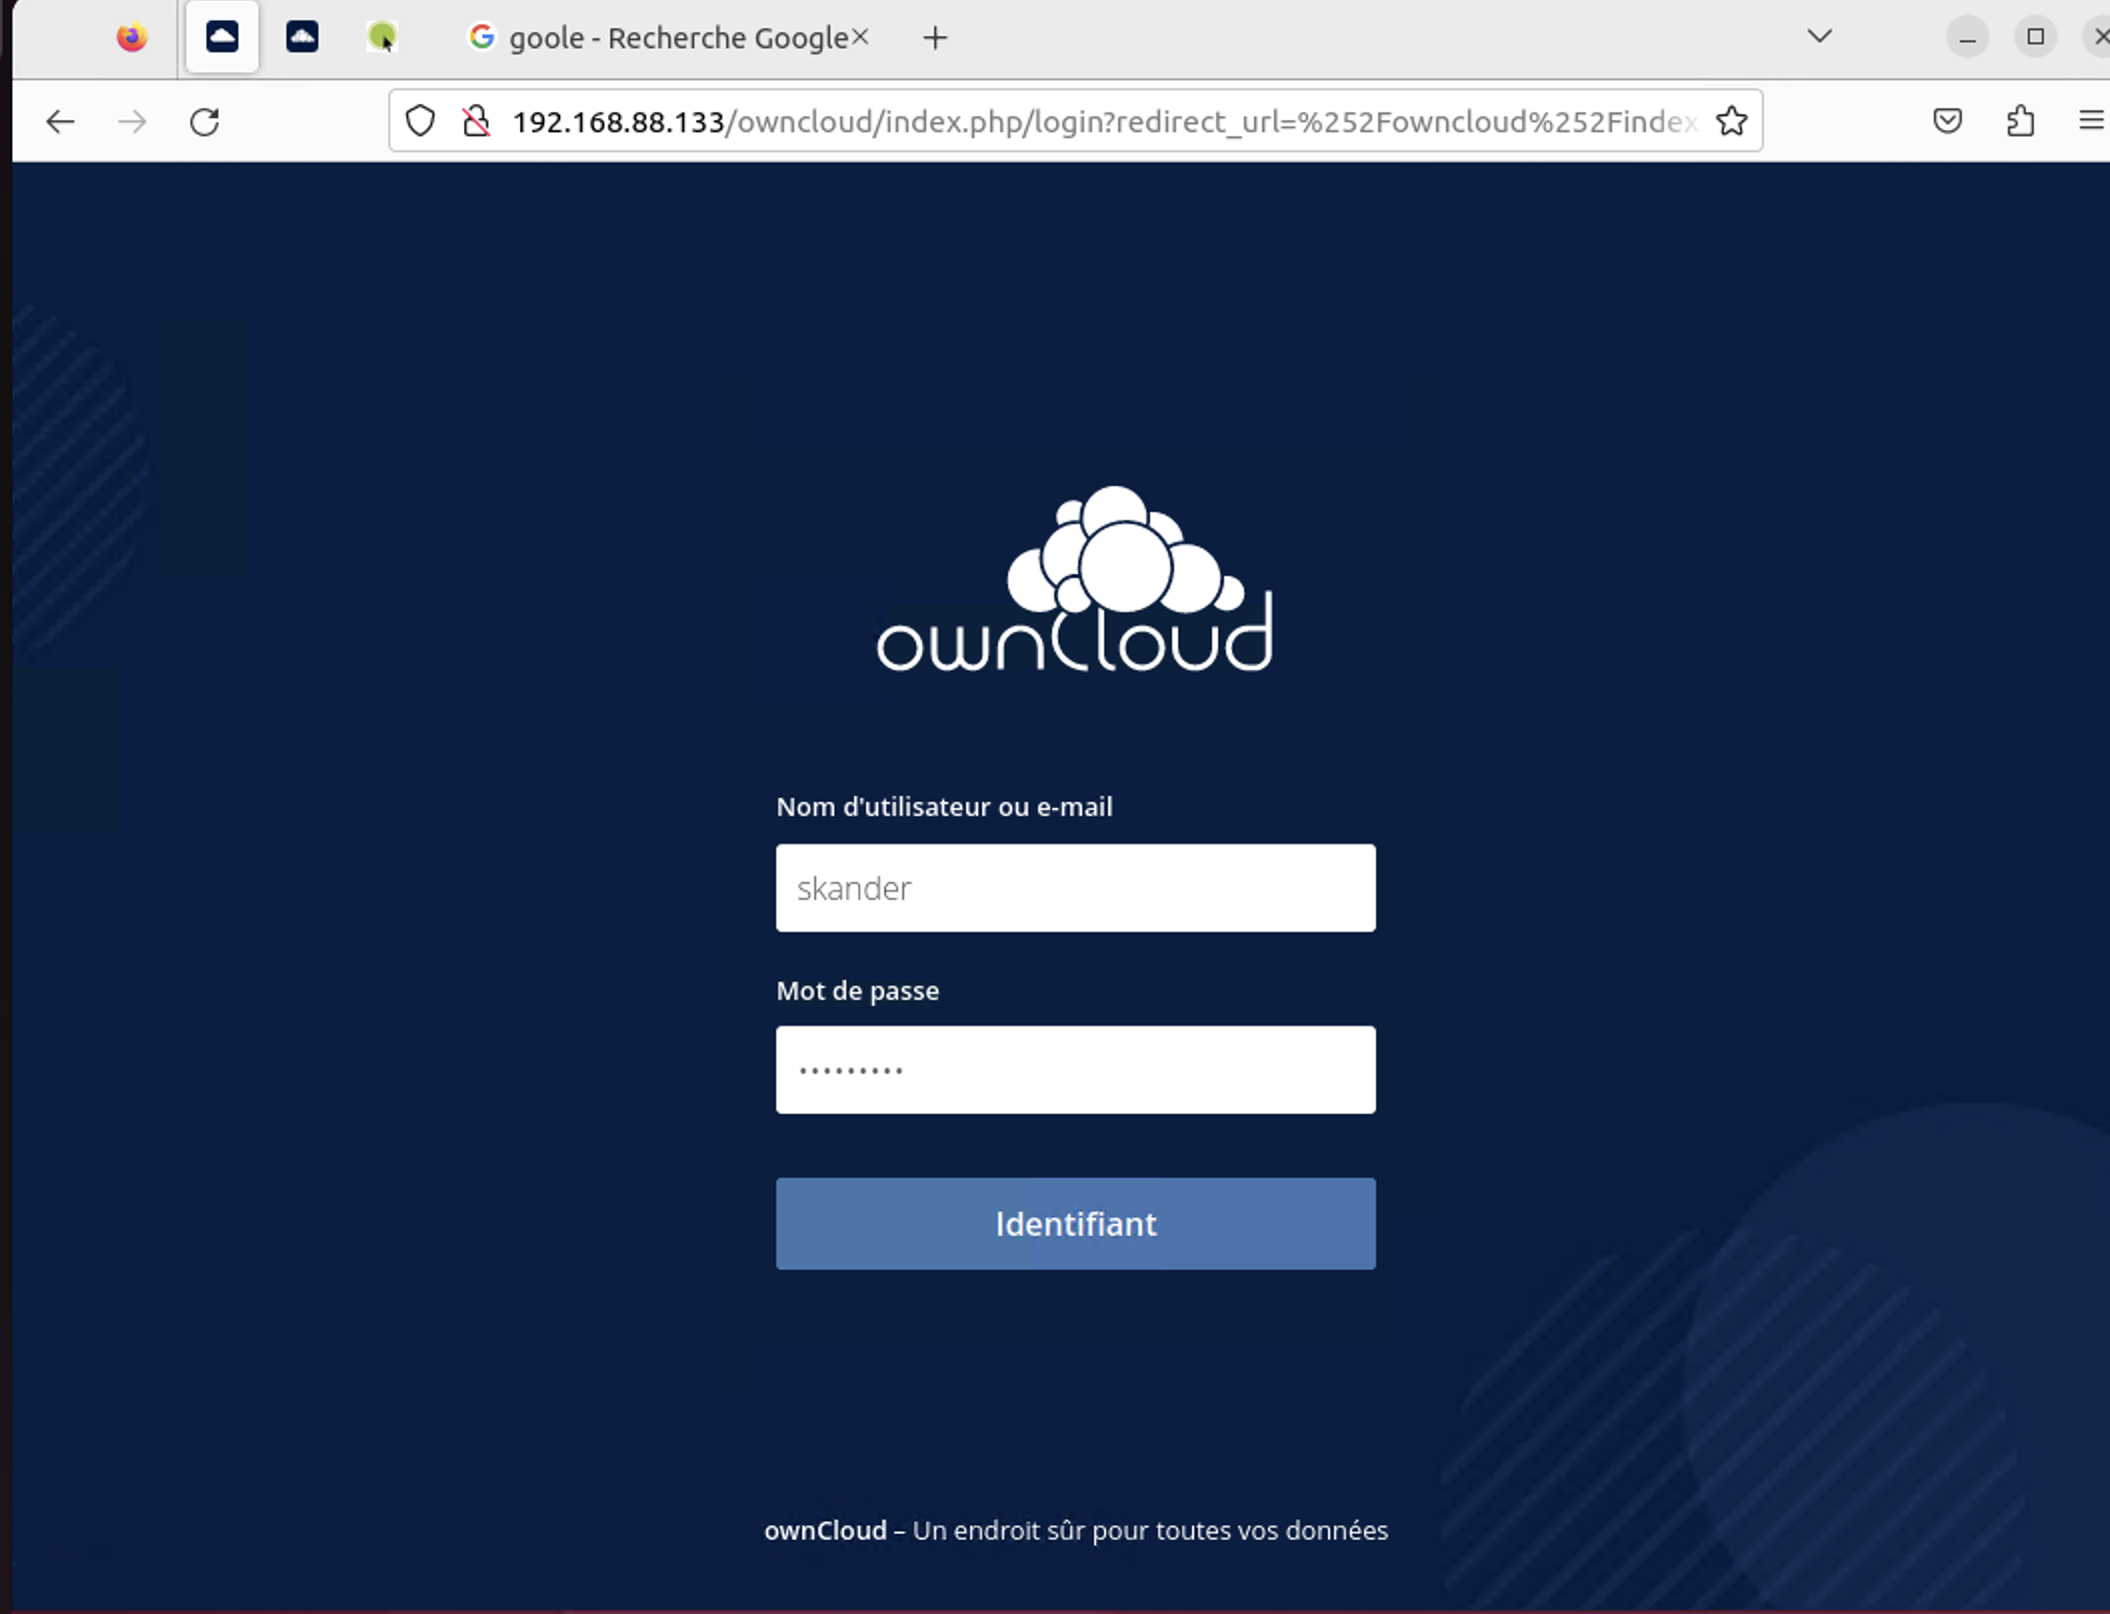 goole - Recherche Google
192.168.88.133/owncloud/index.php/login?redirect_url=%252Fowncloud%252Findex
ownCloud
Nom d'utilisateur ou e-mail
skander
Mot de passe
•••••••••
Identifiant
ownCloud – Un endroit sûr pour toutes vos données